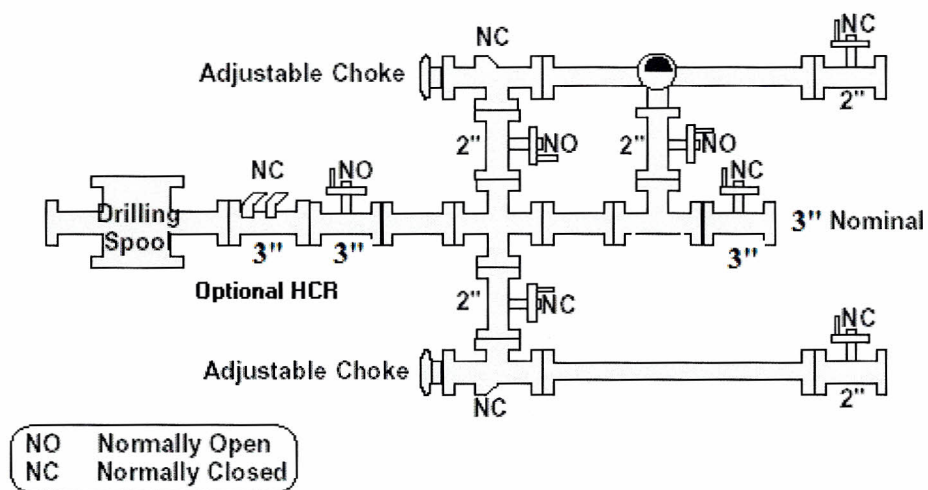 NC
NC
Adjustable Choke
2"
2"
NO
2"
NO
NC
NO
NC
Drilling
Spool
3"
3"
3" Nominal
3"
Optional HCR
2"
NC
NC
Adjustable Choke
2"
NC
NO Normally Open
NC Normally Closed